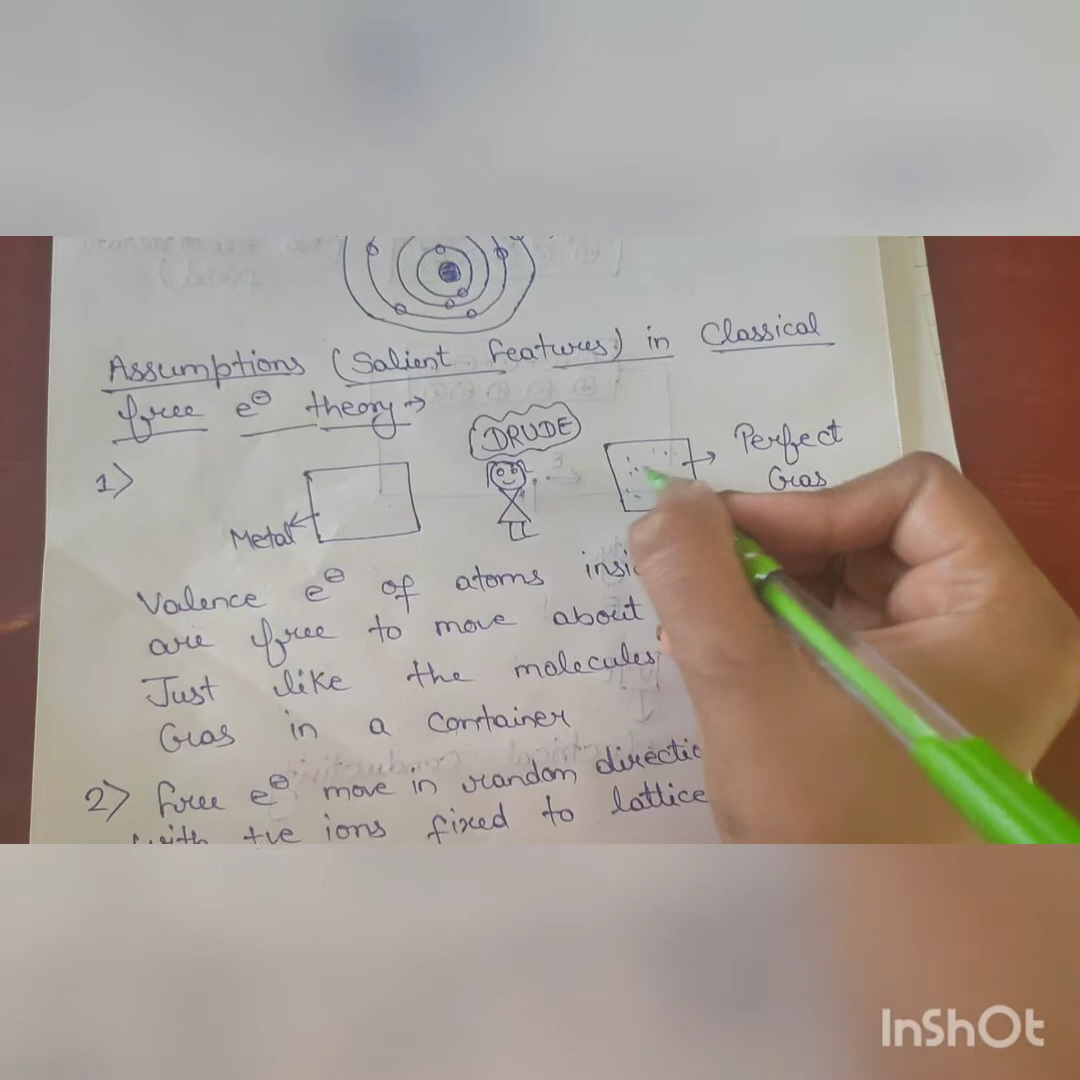 Assumptions (Salient features) in Classical
free e⊖ theory →
DRUDE
Perfect
Gas
1)
Metal
Valence e⊖ of atoms
are free to move about
Just like the molecules
Gas in a container
2) free e⊖ move in random
with +ve ions fixed to lattice
InShOt